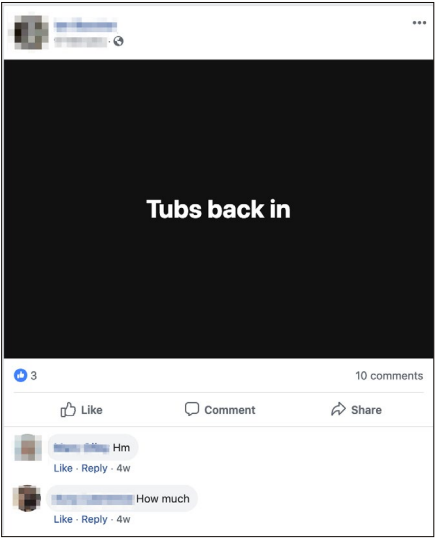 Tubs back in
3
10 comments
Like Comment Share
Hm
Like · Reply · 4w
How much
Like · Reply · 4w